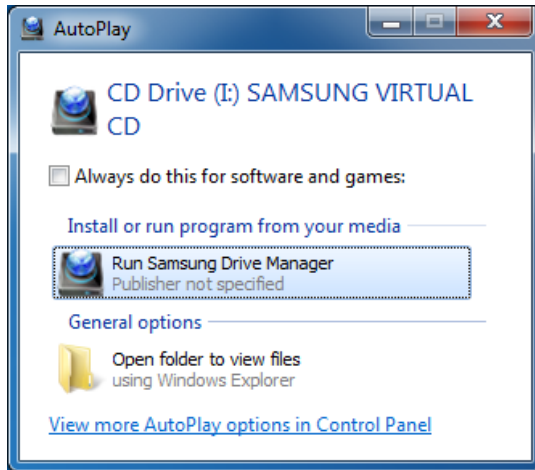 AutoPlay
CD Drive (I:) SAMSUNG VIRTUAL
CD
Always do this for software and games:
Install or run program from your media
Run Samsung Drive Manager
Publisher not specified
General options
Open folder to view files
using Windows Explorer
View more AutoPlay options in Control Panel